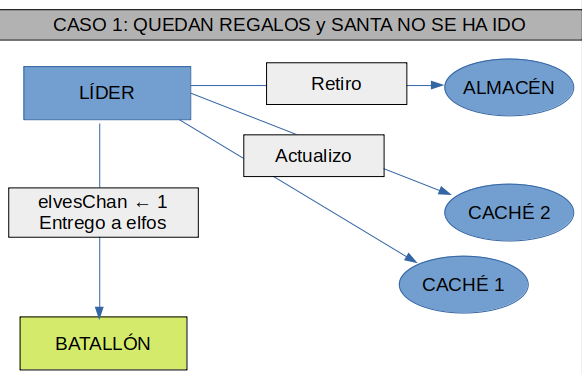 CASO 1: QUEDAN REGALOS y SANTA NO SE HA IDO
LÍDER
Retiro
ALMACÉN
Actualizo
elvesChan ← 1
Entrego a elfos
CACHÉ 2
CACHÉ 1
BATALLÓN